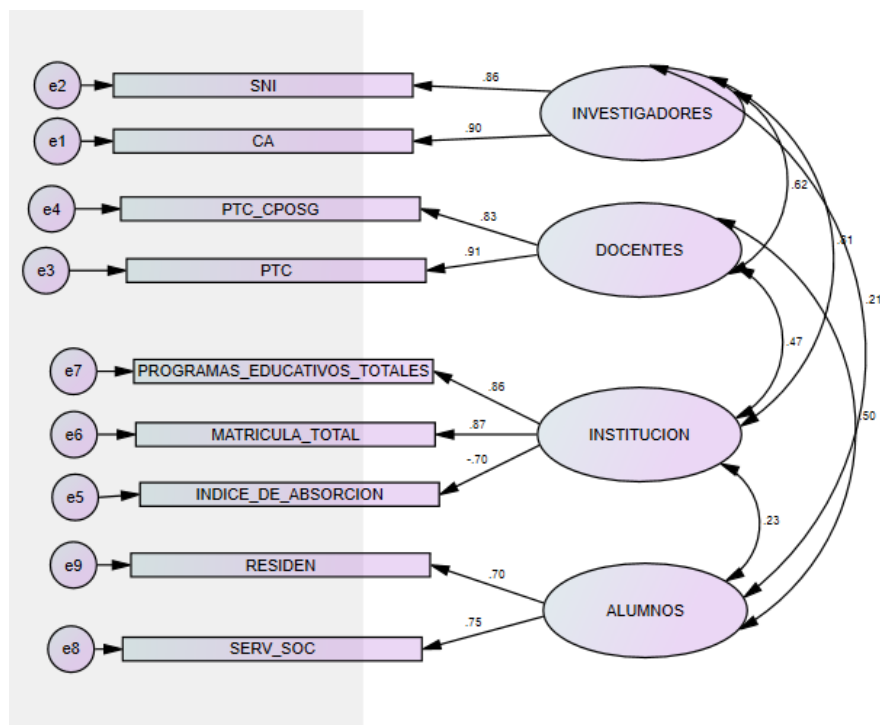 e2
SNI
.86
INVESTIGADORES
e1
CA
.90
.62
e4
PTC_CPOSG
.83
DOCENTES
.81
e3
PTC
.91
.21
.47
e7
PROGRAMAS_EDUCATIVOS_TOTALES
.86
.50
e6
MATRICULA_TOTAL
.87
INSTITUCION
-.70
e5
INDICE_DE_ABSORCION
.23
e9
RESIDEN
.70
ALUMNOS
.75
e8
SERV_SOC